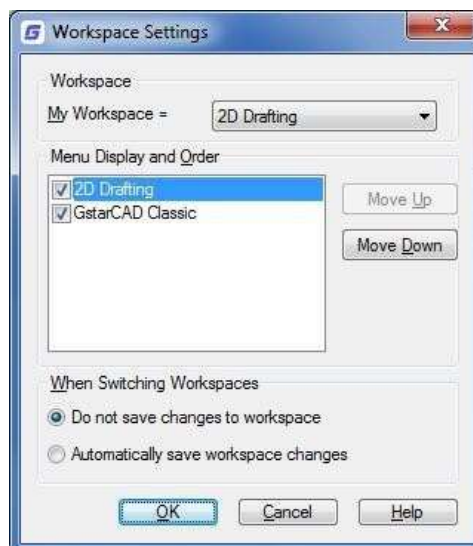 Workspace Settings
Workspace
My Workspace = 2D Drafting
Menu Display and Order
2D Drafting
GstarCAD Classic
Move Up
Move Down
When Switching Workspaces
Do not save changes to workspace
Automatically save workspace changes
OK Cancel Help